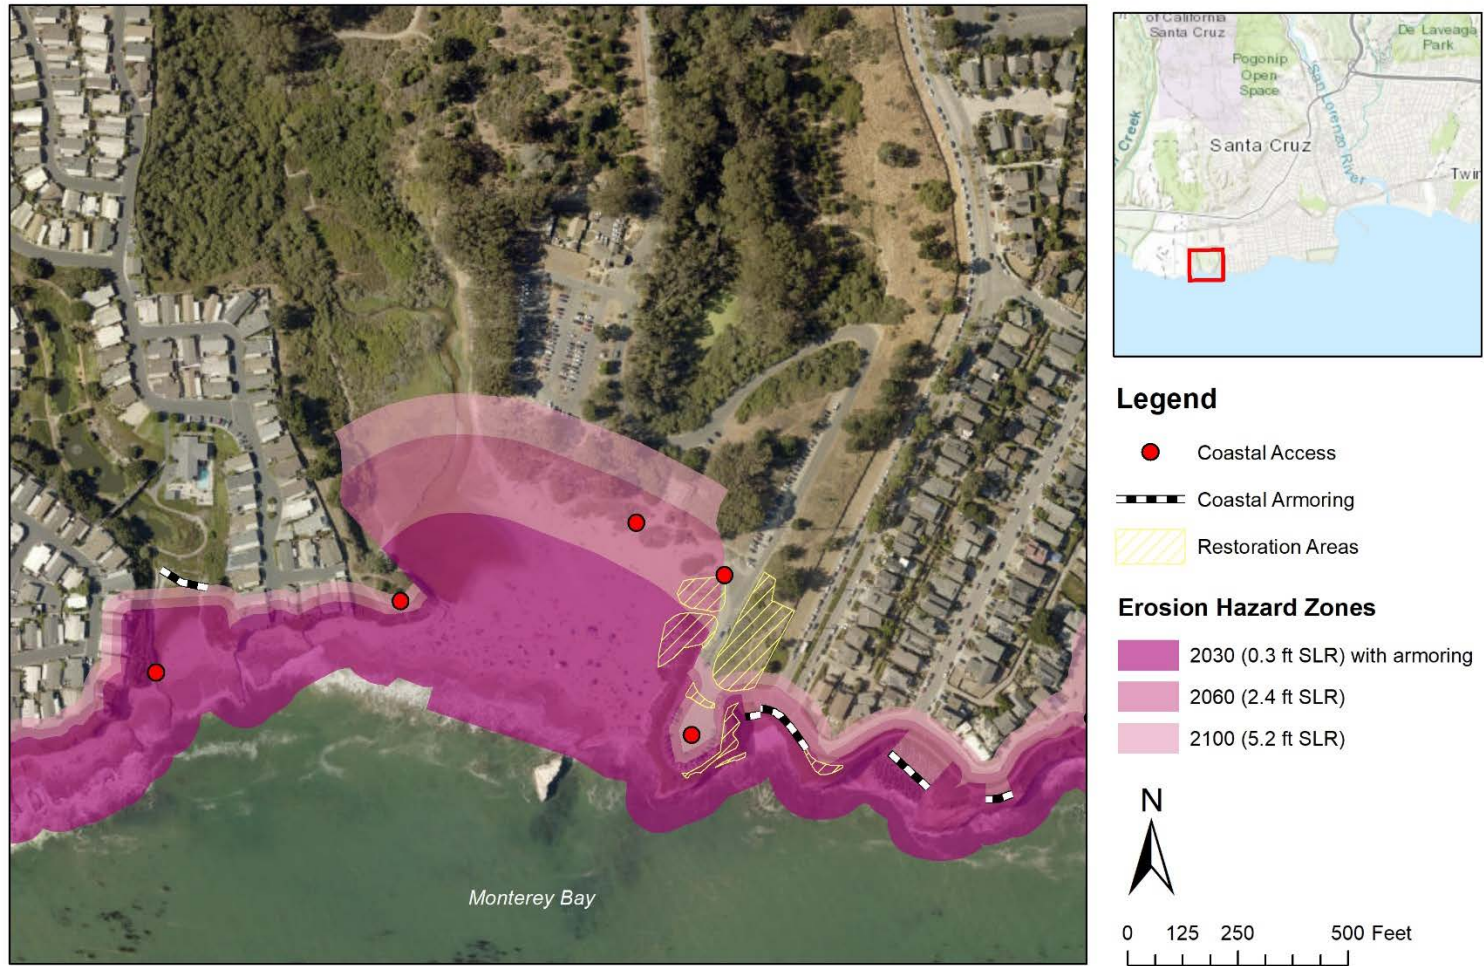 of California
Santa Cruz
De Laveaga
Park
Pogonip
Open
Space
San Lorenzo River
Creek
Santa Cruz
Twin
Legend
Coastal Access
Coastal Armoring
Restoration Areas
Erosion Hazard Zones
2030 (0.3 ft SLR) with armoring
2060 (2.4 ft SLR)
2100 (5.2 ft SLR)
N
0 125 250 500 Feet
Monterey Bay